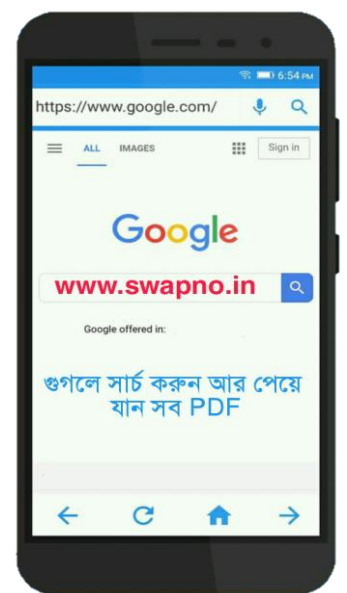 6:54 PM
https://www.google.com/
ALL IMAGES Sign in
Google
www.swapno.in
Google offered in:
গুগলে সার্চ করুন আর পেয়ে
যান সব PDF